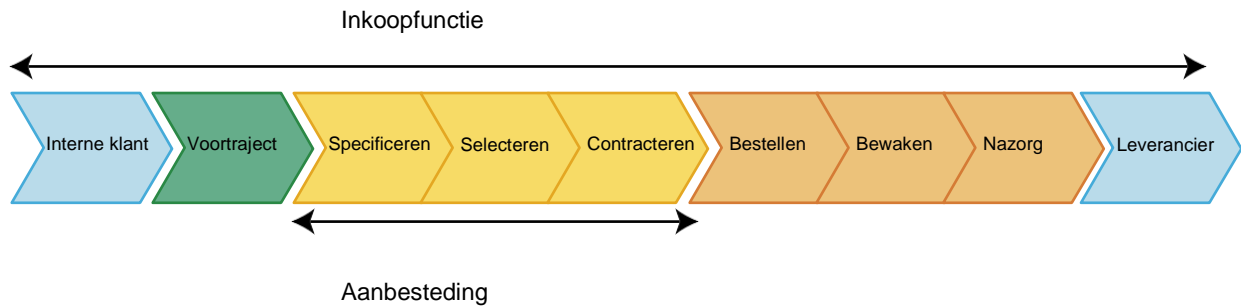 Inkoopfunctie
Interne klant
Voortraject
Specificeren
Selecteren
Contracteren
Bestellen
Bewaken
Nazorg
Leverancier
Aanbesteding